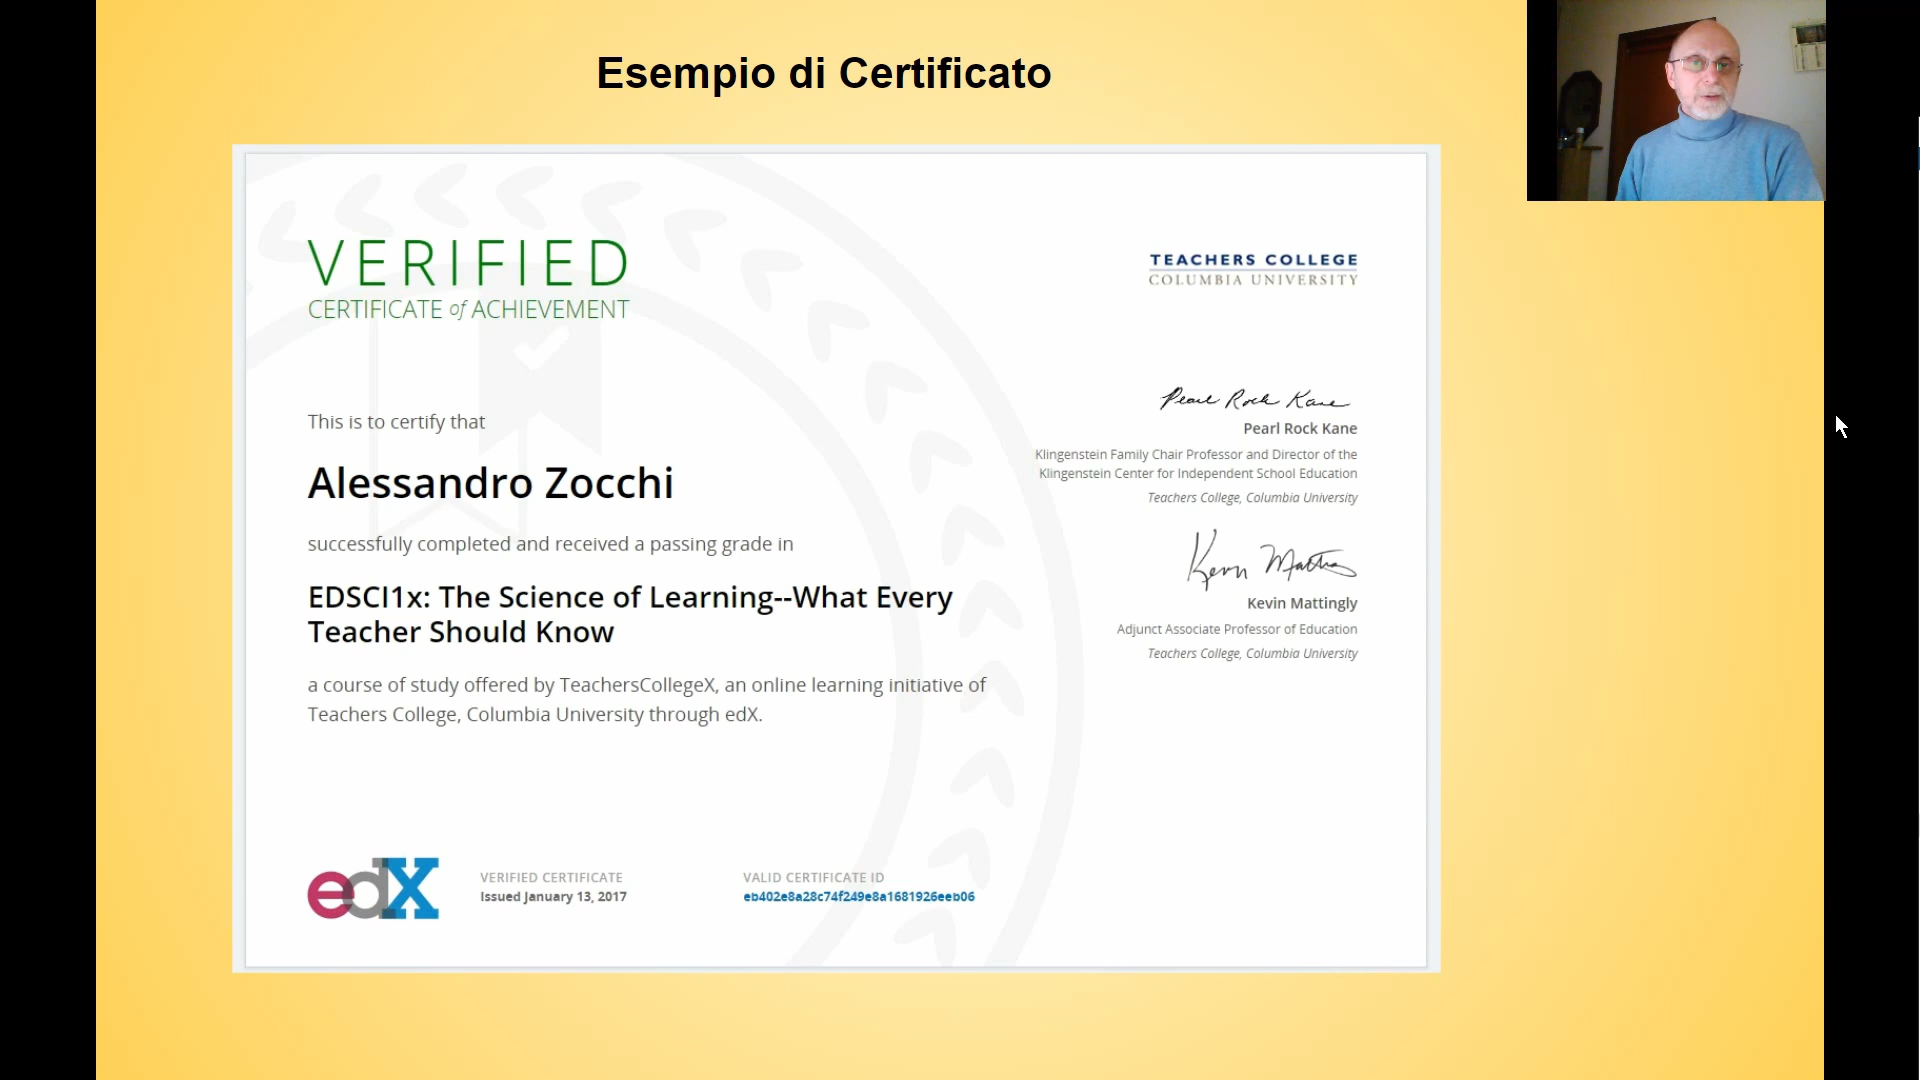 Esempio di Certificato
VERIFIED
CERTIFICATE of ACHIEVEMENT
TEACHERS COLLEGE
COLUMBIA UNIVERSITY
This is to certify that
Alessandro Zocchi
successfully completed and received a passing grade in
EDSCI1x: The Science of Learning--What Every
Teacher Should Know
a course of study offered by TeachersCollegeX, an online learning initiative of
Teachers College, Columbia University through edX.
Pearl Rock Kane
Pearl Rock Kane
Klingenstein Family Chair Professor and Director of the
Klingenstein Center for Independent School Education
Teachers College, Columbia University
Kevin Mattingly
Kevin Mattingly
Adjunct Associate Professor of Education
Teachers College, Columbia University
edX
VERIFIED CERTIFICATE
Issued January 13, 2017
VALID CERTIFICATE ID
eb402e8a28c74f249e8a1681926eeb06